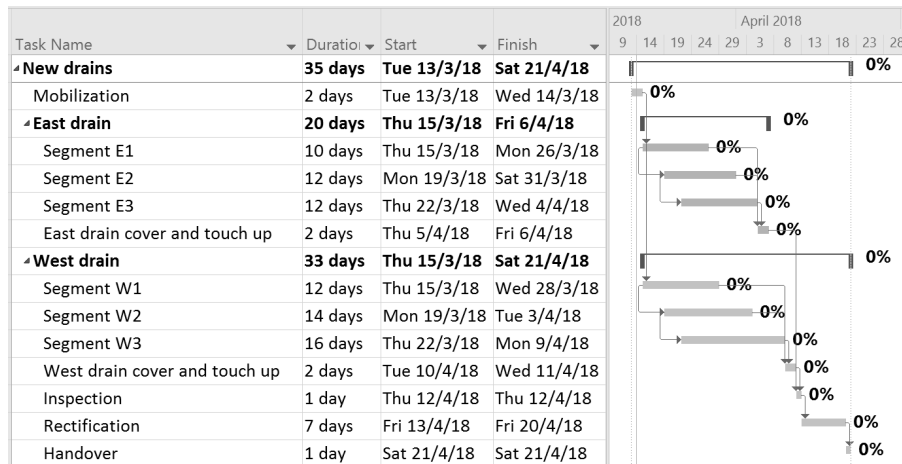 2018 April 2018
Task Name Duration Start Finish 9 14 19 24 29 3 8 13 18 23 28
New drains 35 days Tue 13/3/18 Sat 21/4/18 0%
Mobilization 2 days Tue 13/3/18 Wed 14/3/18 0%
East drain 20 days Thu 15/3/18 Fri 6/4/18 0%
Segment E1 10 days Thu 15/3/18 Mon 26/3/18 0%
Segment E2 12 days Mon 19/3/18 Sat 31/3/18 0%
Segment E3 12 days Thu 22/3/18 Wed 4/4/18 0%
East drain cover and touch up 2 days Thu 5/4/18 Fri 6/4/18 0%
West drain 33 days Thu 15/3/18 Sat 21/4/18 0%
Segment W1 12 days Thu 15/3/18 Wed 28/3/18 0%
Segment W2 14 days Mon 19/3/18 Tue 3/4/18 0%
Segment W3 16 days Thu 22/3/18 Mon 9/4/18 0%
West drain cover and touch up 2 days Tue 10/4/18 Wed 11/4/18 0%
Inspection 1 day Thu 12/4/18 Thu 12/4/18 0%
Rectification 7 days Fri 13/4/18 Fri 20/4/18 0%
Handover 1 day Sat 21/4/18 Sat 21/4/18 0%